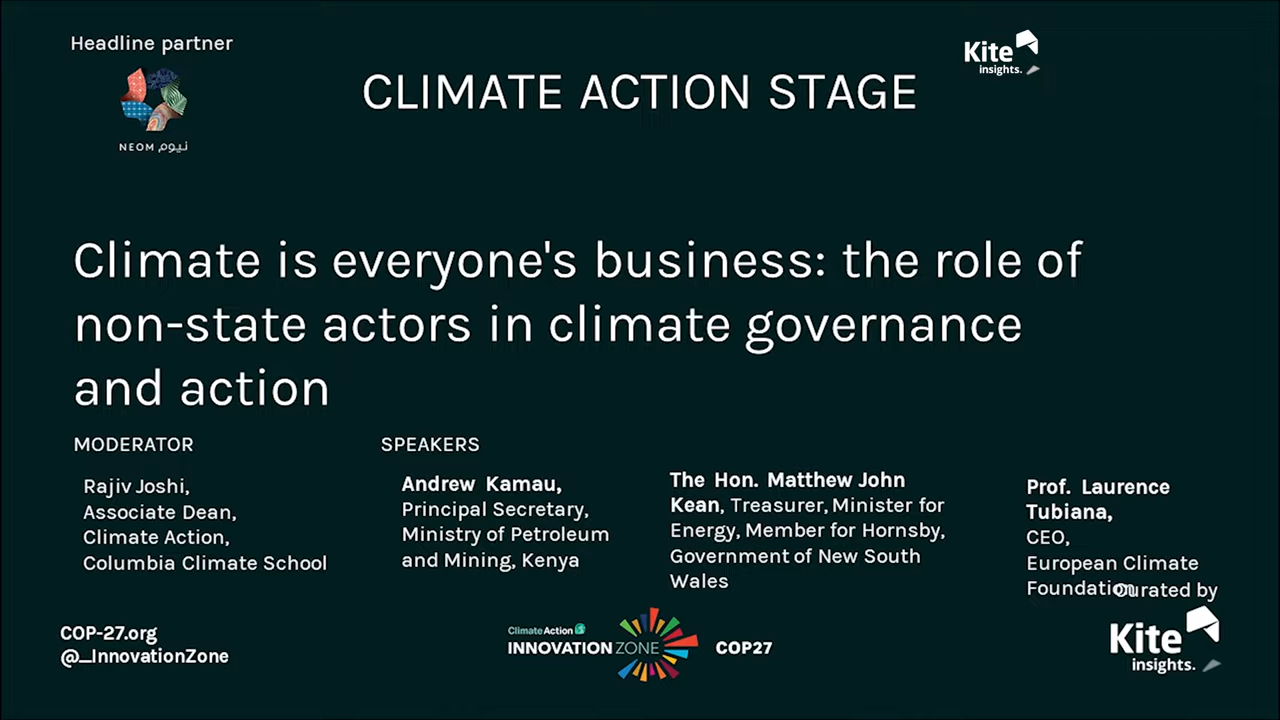 Headline partner
NEOM نيوم
CLIMATE ACTION STAGE
Kite
insights.
Climate is everyone's business: the role of
non-state actors in climate governance
and action
MODERATOR
Rajiv Joshi,
Associate Dean,
Climate Action,
Columbia Climate School
SPEAKERS
Andrew Kamau,
Principal Secretary,
Ministry of Petroleum
and Mining, Kenya
The Hon. Matthew John
Kean, Treasurer, Minister for
Energy, Member for Hornsby,
Government of New South
Wales
Prof. Laurence
Tubiana,
CEO,
European Climate
Foundation
Curated by
Kite
insights.
COP-27.org
@_InnovationZone
Climate Action
INNOVATION ZONE
COP27